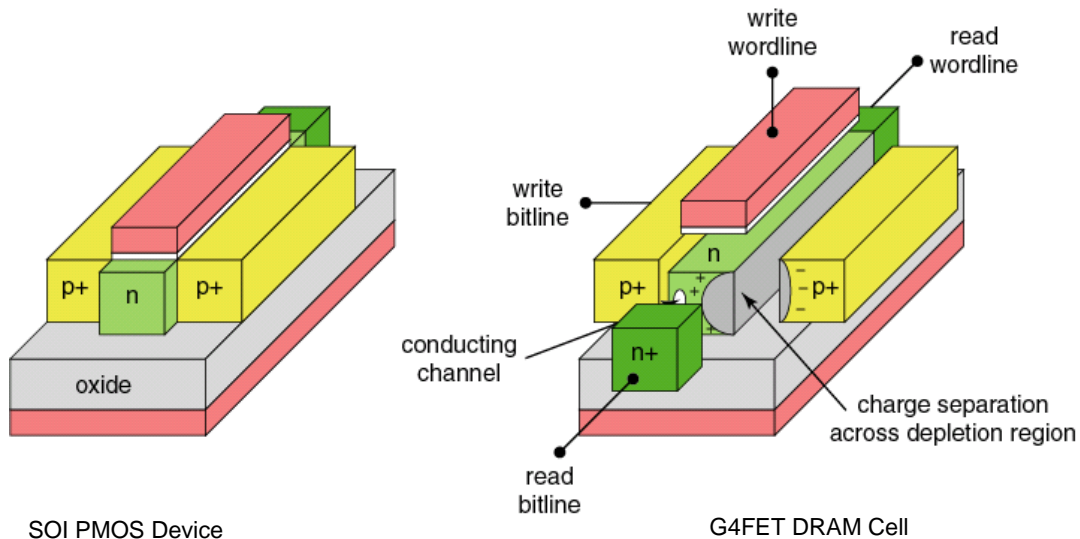 write
wordline
read
wordline
write
bitline
n
p+
n
p+
p+
+
+
+
−
−
−
p+
conducting
channel
n+
oxide
charge separation
across depletion region
read
bitline
SOI PMOS Device
G4FET DRAM Cell